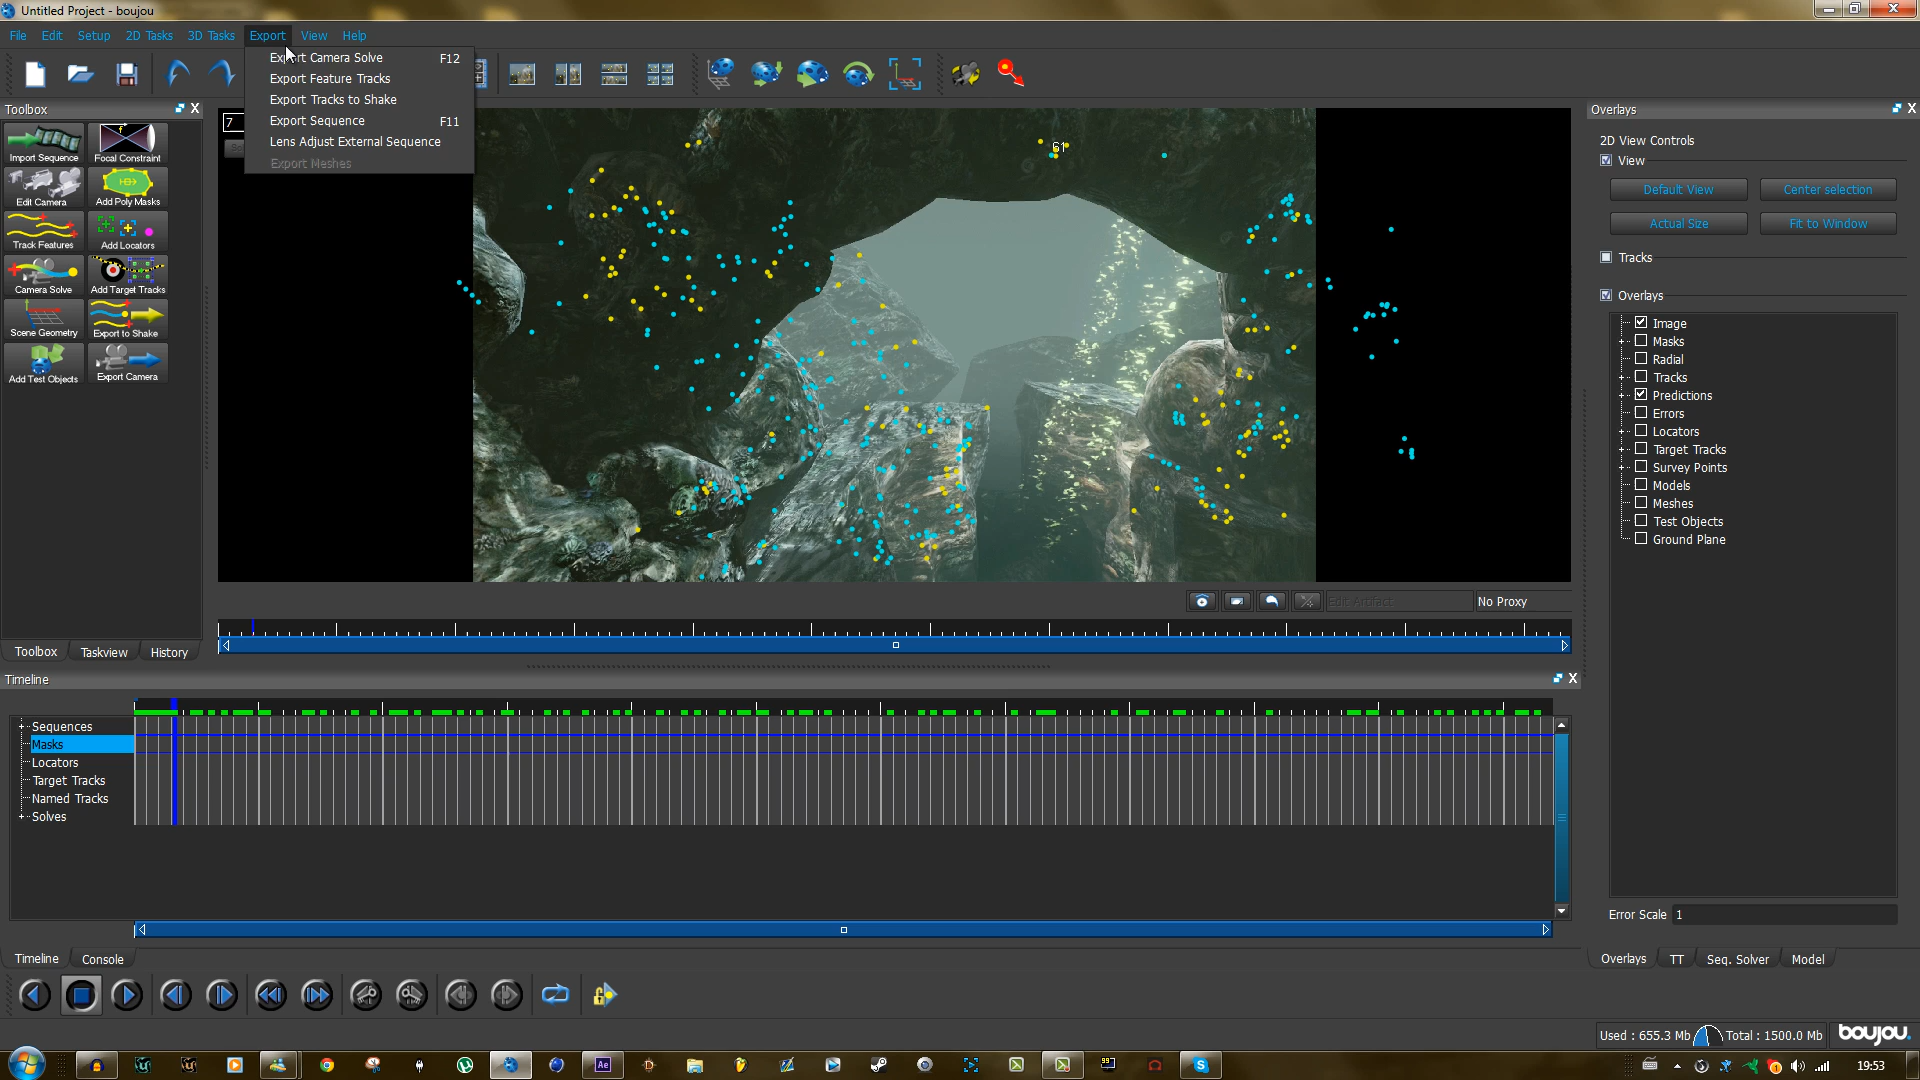 Untitled Project - boujou
File Edit Setup 2D Tasks 3D Tasks Export View Help
Export Camera Solve F12
Export Feature Tracks
Export Tracks to Shake
Export Sequence F11
Lens Adjust External Sequence
Export Meshes
Toolbox
Import Sequence
Focal Constraint
Edit Camera
Add Poly Masks
Track Features
Add Locators
Camera Solve
Add Target Tracks
Scene Geometry
Export to Shake
Add Test Objects
Export Camera
Toolbox Taskview History
7
61
Edit Artifact
No Proxy
Overlays
2D View Controls
View
Default View
Center selection
Actual Size
Fit to Window
Tracks
Overlays
Image
Masks
Radial
Tracks
Predictions
Errors
Locators
Target Tracks
Survey Points
Models
Meshes
Test Objects
Ground Plane
Error Scale 1
Overlays TT Seq. Solver Model
Timeline
Sequences
Masks
Locators
Target Tracks
Named Tracks
Solves
Timeline Console
Used : 655.3 Mb Total : 1500.0 Mb
boujou
Ae
99
1
19:53